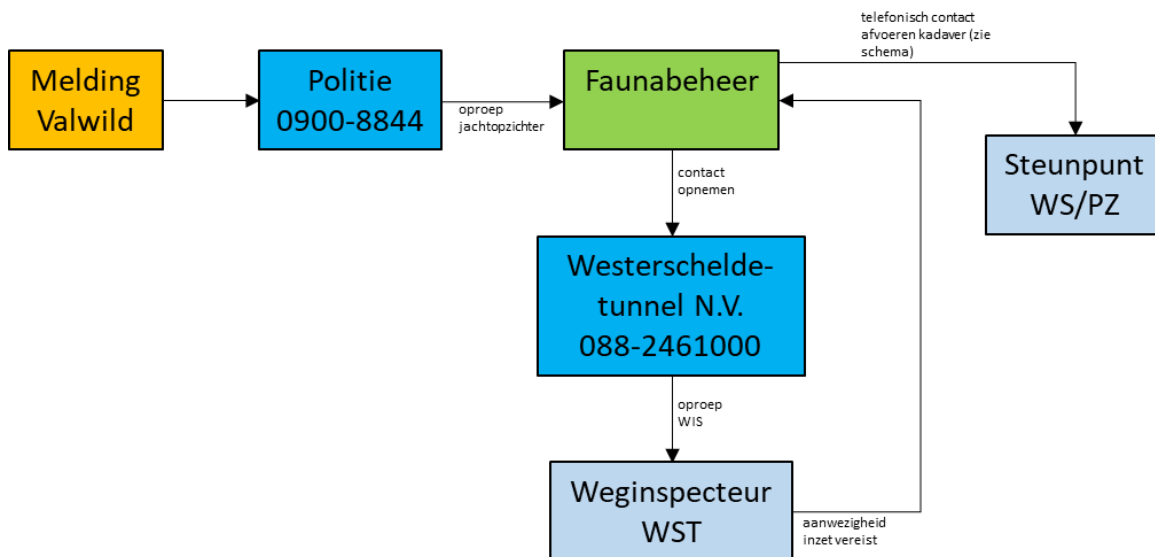 telefonisch contact
afvoeren kadaver (zie
schema)
Melding
Valwild
Politie
0900-8844
oproep
jachtopzichter
Faunabeheer
Steunpunt
WS/PZ
contact
opnemen
Westerschelde-
tunnel N.V.
088-2461000
oproep
WIS
Weginspecteur
WST
aanwezigheid
inzet vereist